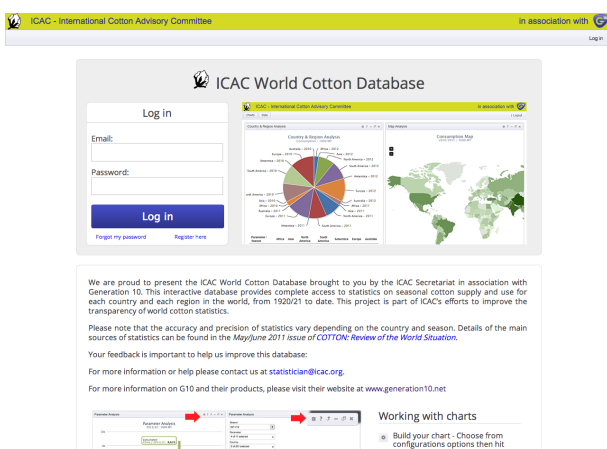 ICAC - International Cotton Advisory Committee
in association with
Log in
ICAC World Cotton Database
Log in
Email:
Password:
Log in
Forgot my password
Register here
ICAC - International Cotton Advisory Committee
in association with
Country & Region Analysis
Map Analysis
Country & Region Analysis
Consumption Map
We are proud to present the ICAC World Cotton Database brought to you by the ICAC Secretariat in association with
Generation 10. This interactive database provides complete access to statistics on seasonal cotton supply and use for
each country and each region in the world, from 1920/21 to date. This project is part of ICAC's efforts to improve the
transparency of world cotton statistics.
Please note that the accuracy and precision of statistics vary depending on the country and season. Details of the main
sources of statistics can be found in the May/June 2011 issue of COTTON: Review of the World Situation.
Your feedback is important to help us improve this database:
For more information or help please contact us at statistician@icac.org.
For more information on G10 and their products, please visit their website at www.generation10.net
Parameter Analysis
Parameter Analysis
Parameter Analysis
Working with charts
Build your chart - Choose from
configurations options then hit